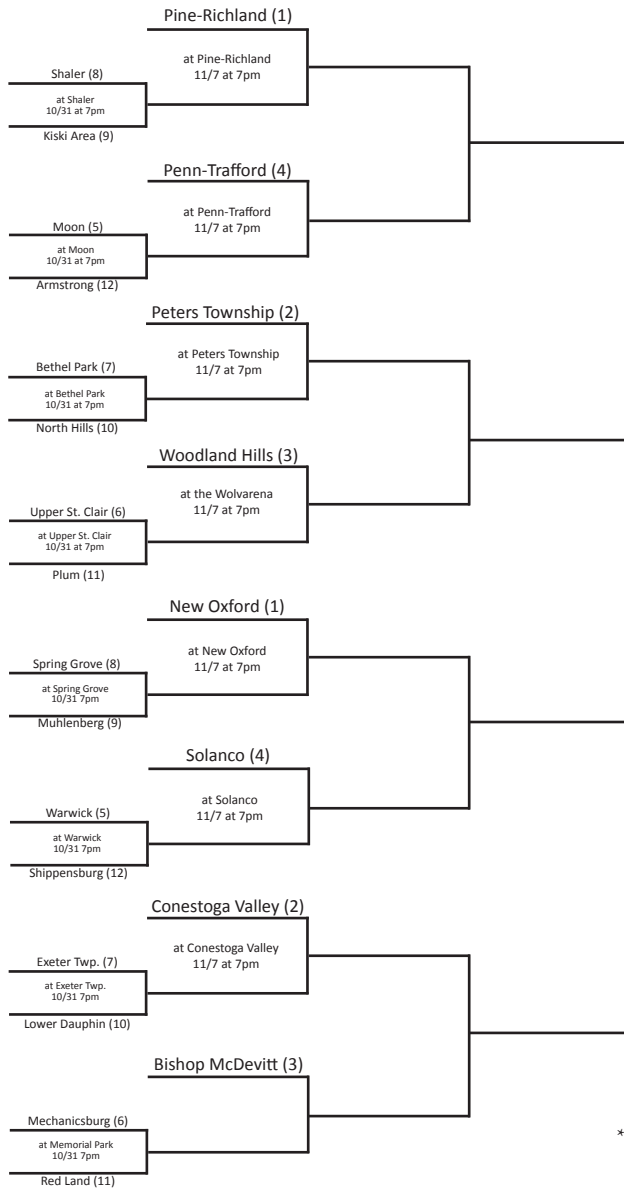 Pine-Richland (1)
at Pine-Richland
11/7 at 7pm
Shaler (8)
at Shaler
10/31 at 7pm
Kiski Area (9)
Penn-Trafford (4)
at Penn-Trafford
11/7 at 7pm
Moon (5)
at Moon
10/31 at 7pm
Armstrong (12)
Peters Township (2)
at Peters Township
11/7 at 7pm
Bethel Park (7)
at Bethel Park
10/31 at 7pm
North Hills (10)
Woodland Hills (3)
at the Wolvarena
11/7 at 7pm
Upper St. Clair (6)
at Upper St. Clair
10/31 at 7pm
Plum (11)
New Oxford (1)
at New Oxford
11/7 at 7pm
Spring Grove (8)
at Spring Grove
10/31 7pm
Muhlenberg (9)
Solanco (4)
at Solanco
11/7 at 7pm
Warwick (5)
at Warwick
10/31 7pm
Shippensburg (12)
Conestoga Valley (2)
at Conestoga Valley
11/7 7pm
Exeter Twp. (7)
at Exeter Twp.
10/31 7pm
Lower Dauphin (10)
Bishop McDevitt (3)
Mechanicsburg (6)
at Memorial Park
10/31 7pm
Red Land (11)
*